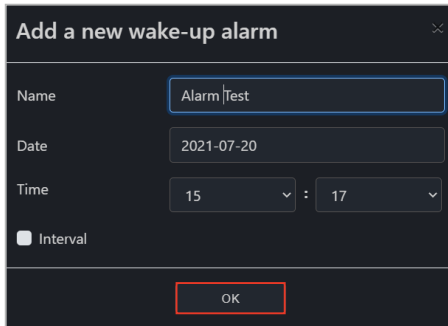 Add a new wake-up alarm
Name Alarm Test
Date 2021-07-20
Time 15 : 17
Interval
OK